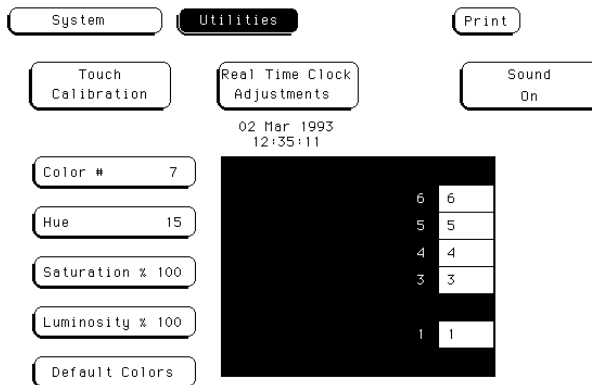 System Utilities Print
Touch Calibration
Real Time Clock Adjustments
Sound On
02 Mar 1993
12:35:11
Color # 7
Hue 15
Saturation % 100
Luminosity % 100
Default Colors
6 6
5 5
4 4
3 3
1 1